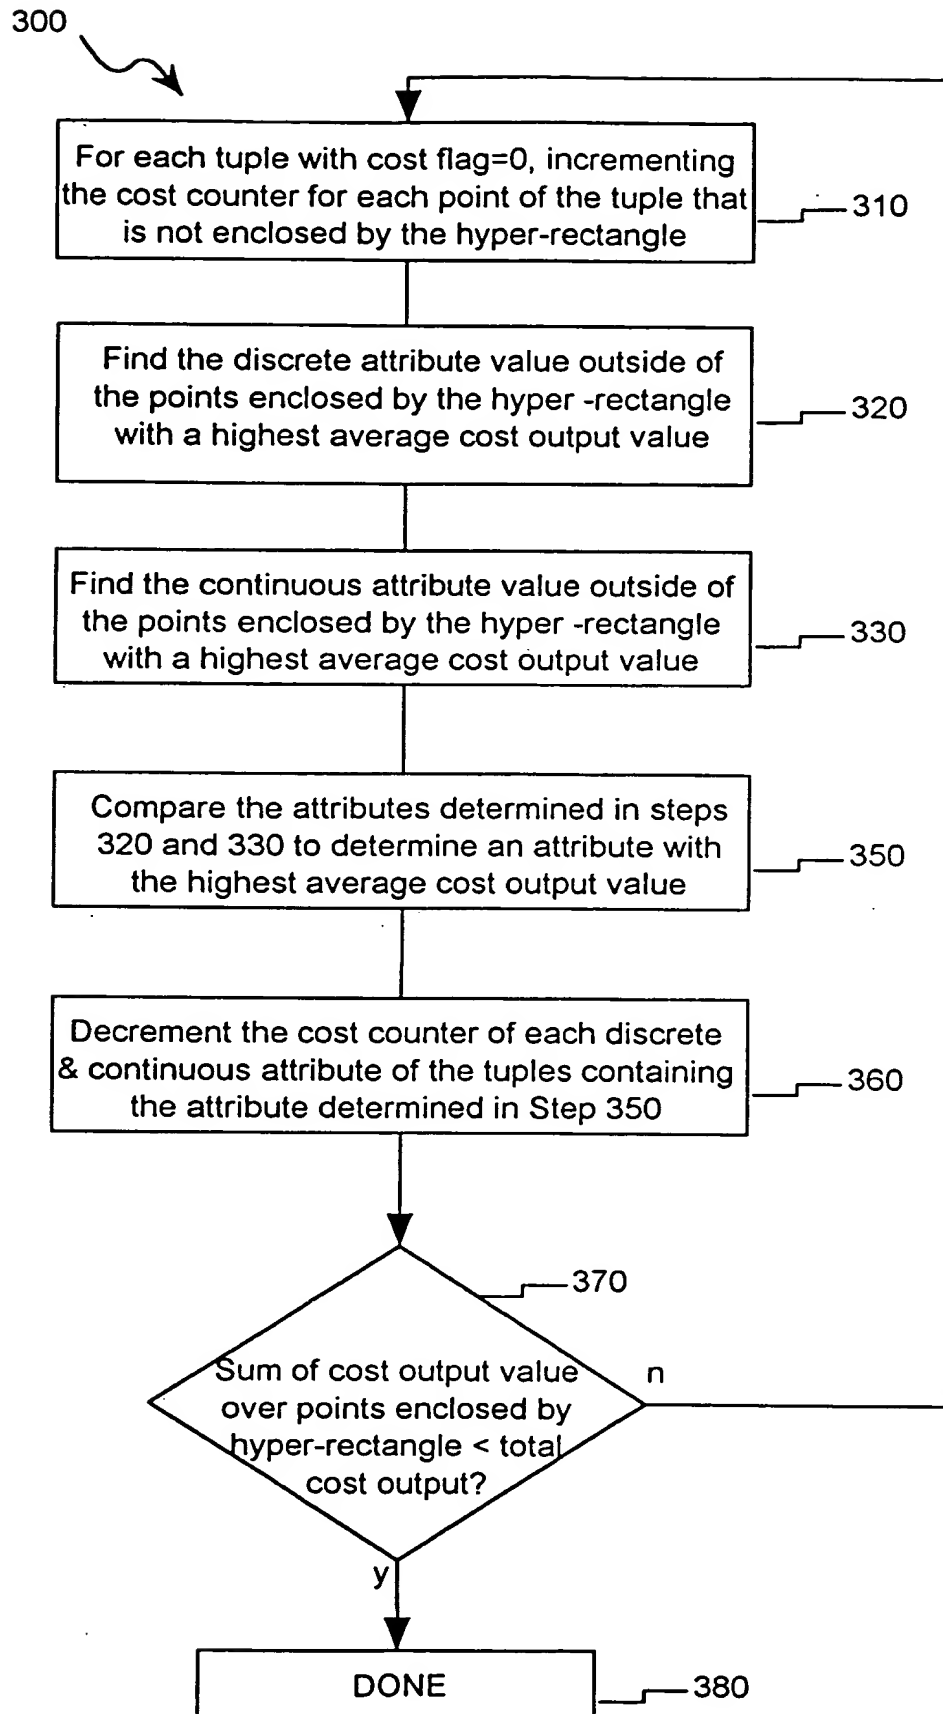 300
For each tuple with cost flag=0, incrementing
the cost counter for each point of the tuple that
is not enclosed by the hyper-rectangle
310
Find the discrete attribute value outside of
the points enclosed by the hyper -rectangle
with a highest average cost output value
320
Find the continuous attribute value outside of
the points enclosed by the hyper -rectangle
with a highest average cost output value
330
Compare the attributes determined in steps
320 and 330 to determine an attribute with
the highest average cost output value
350
Decrement the cost counter of each discrete
& continuous attribute of the tuples containing
the attribute determined in Step 350
360
370
Sum of cost output value
over points enclosed by
hyper-rectangle < total
cost output?
n
y
DONE
380